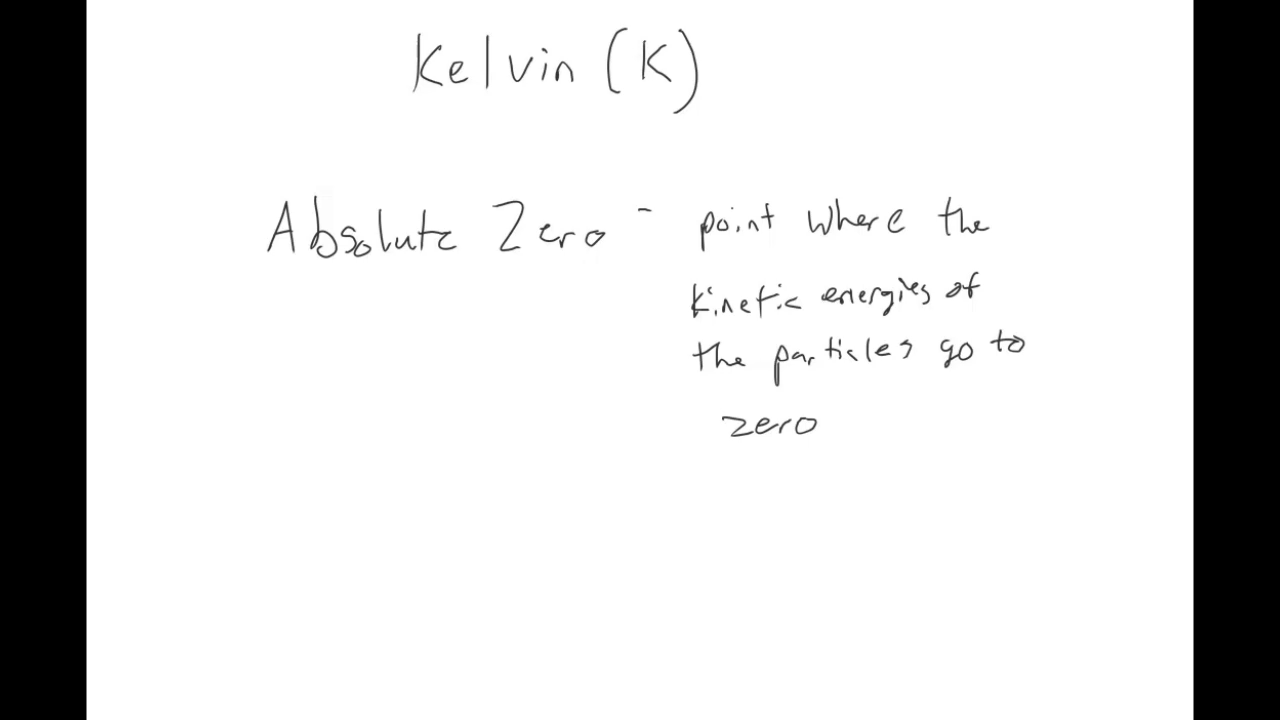 Kelvin (K)
Absolute Zero - point where the
kinetic energies of
the particles go to
zero